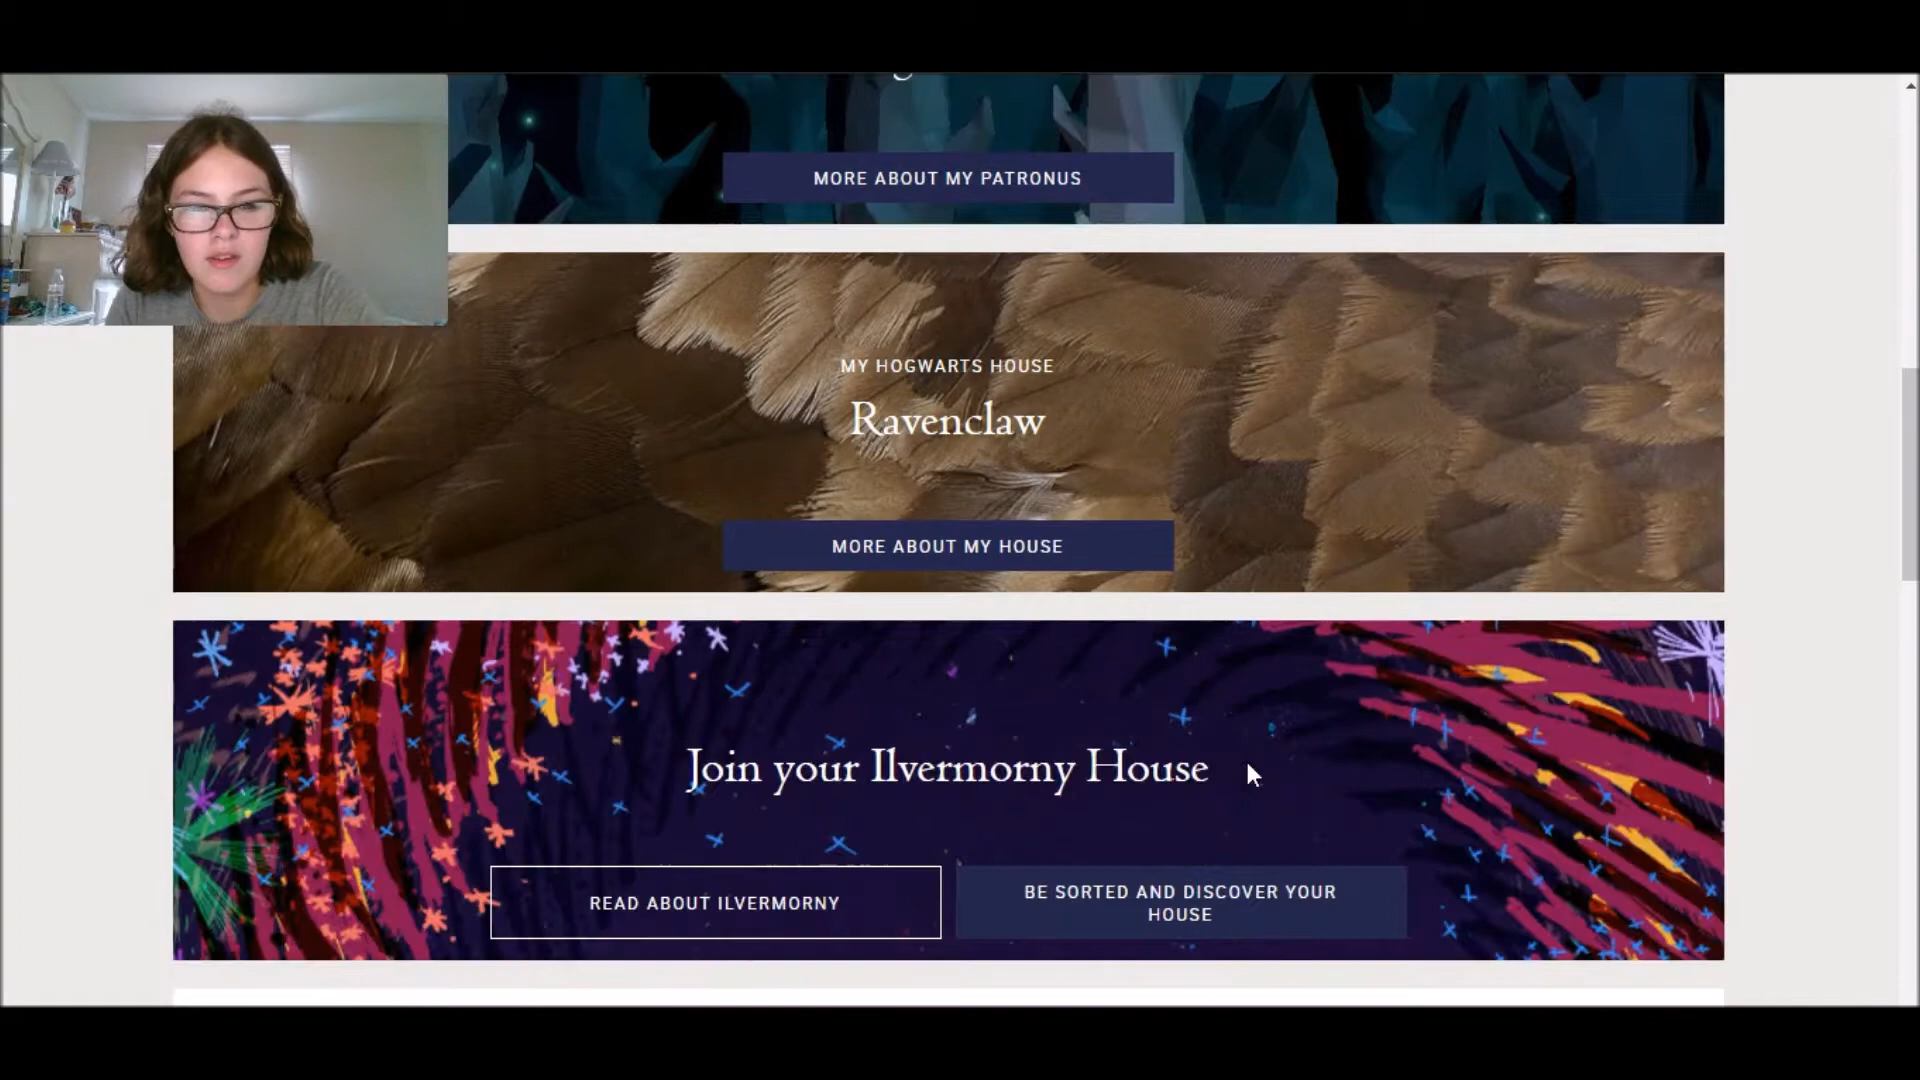 MORE ABOUT MY PATRONUS
MY HOGWARTS HOUSE
Ravenclaw
MORE ABOUT MY HOUSE
Join your Ilvermorny House
READ ABOUT ILVERMORNY
BE SORTED AND DISCOVER YOUR
HOUSE